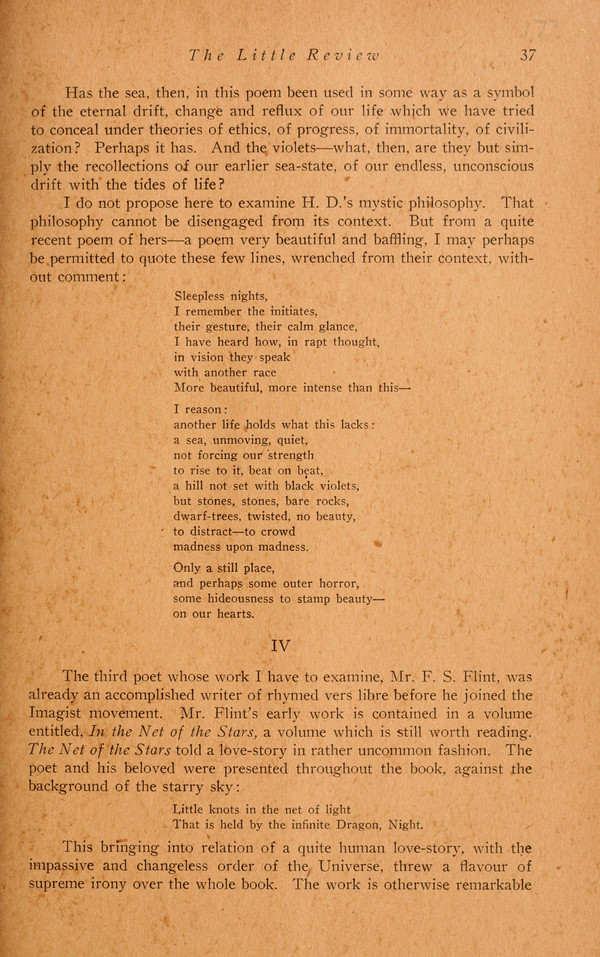 The Little Review 37
Has the sea, then, in this poem been used in some way as a symbol
of the eternal drift, change and reflux of our life which we have tried
to conceal under theories of ethics, of progress, of immortality, of civili-
zation? Perhaps it has. And the violets—what, then, are they but sim-
ply the recollections of our earlier sea-state, of our endless, unconscious
drift with the tides of life?
I do not propose here to examine H. D.'s mystic philosophy. That
philosophy cannot be disengaged from its context. But from a quite
recent poem of hers—a poem very beautiful and baffling, I may perhaps
be permitted to quote these few lines, wrenched from their context, with-
out comment:
Sleepless nights,
I remember the initiates,
their gesture, their calm glance,
I have heard how, in rapt thought,
in vision they speak
with another race
More beautiful, more intense than this—
I reason:
another life holds what this lacks:
a sea, unmoving, quiet,
not forcing our strength
to rise to it, beat on beat,
a hill not set with black violets,
but stones, stones, bare rocks,
dwarf-trees, twisted, no beauty,
to distract—to crowd
madness upon madness.
Only a still place,
and perhaps some outer horror,
some hideousness to stamp beauty—
on our hearts.
IV
The third poet whose work I have to examine, Mr. F. S. Flint, was
already an accomplished writer of rhymed vers libre before he joined the
Imagist movement. Mr. Flint's early work is contained in a volume
entitled, In the Net of the Stars, a volume which is still worth reading.
The Net of the Stars told a love-story in rather uncommon fashion. The
poet and his beloved were presented throughout the book, against the
background of the starry sky:
Little knots in the net of light
That is held by the infinite Dragon, Night.
This bringing into relation of a quite human love-story, with the
impassive and changeless order of the Universe, threw a flavour of
supreme irony over the whole book. The work is otherwise remarkable